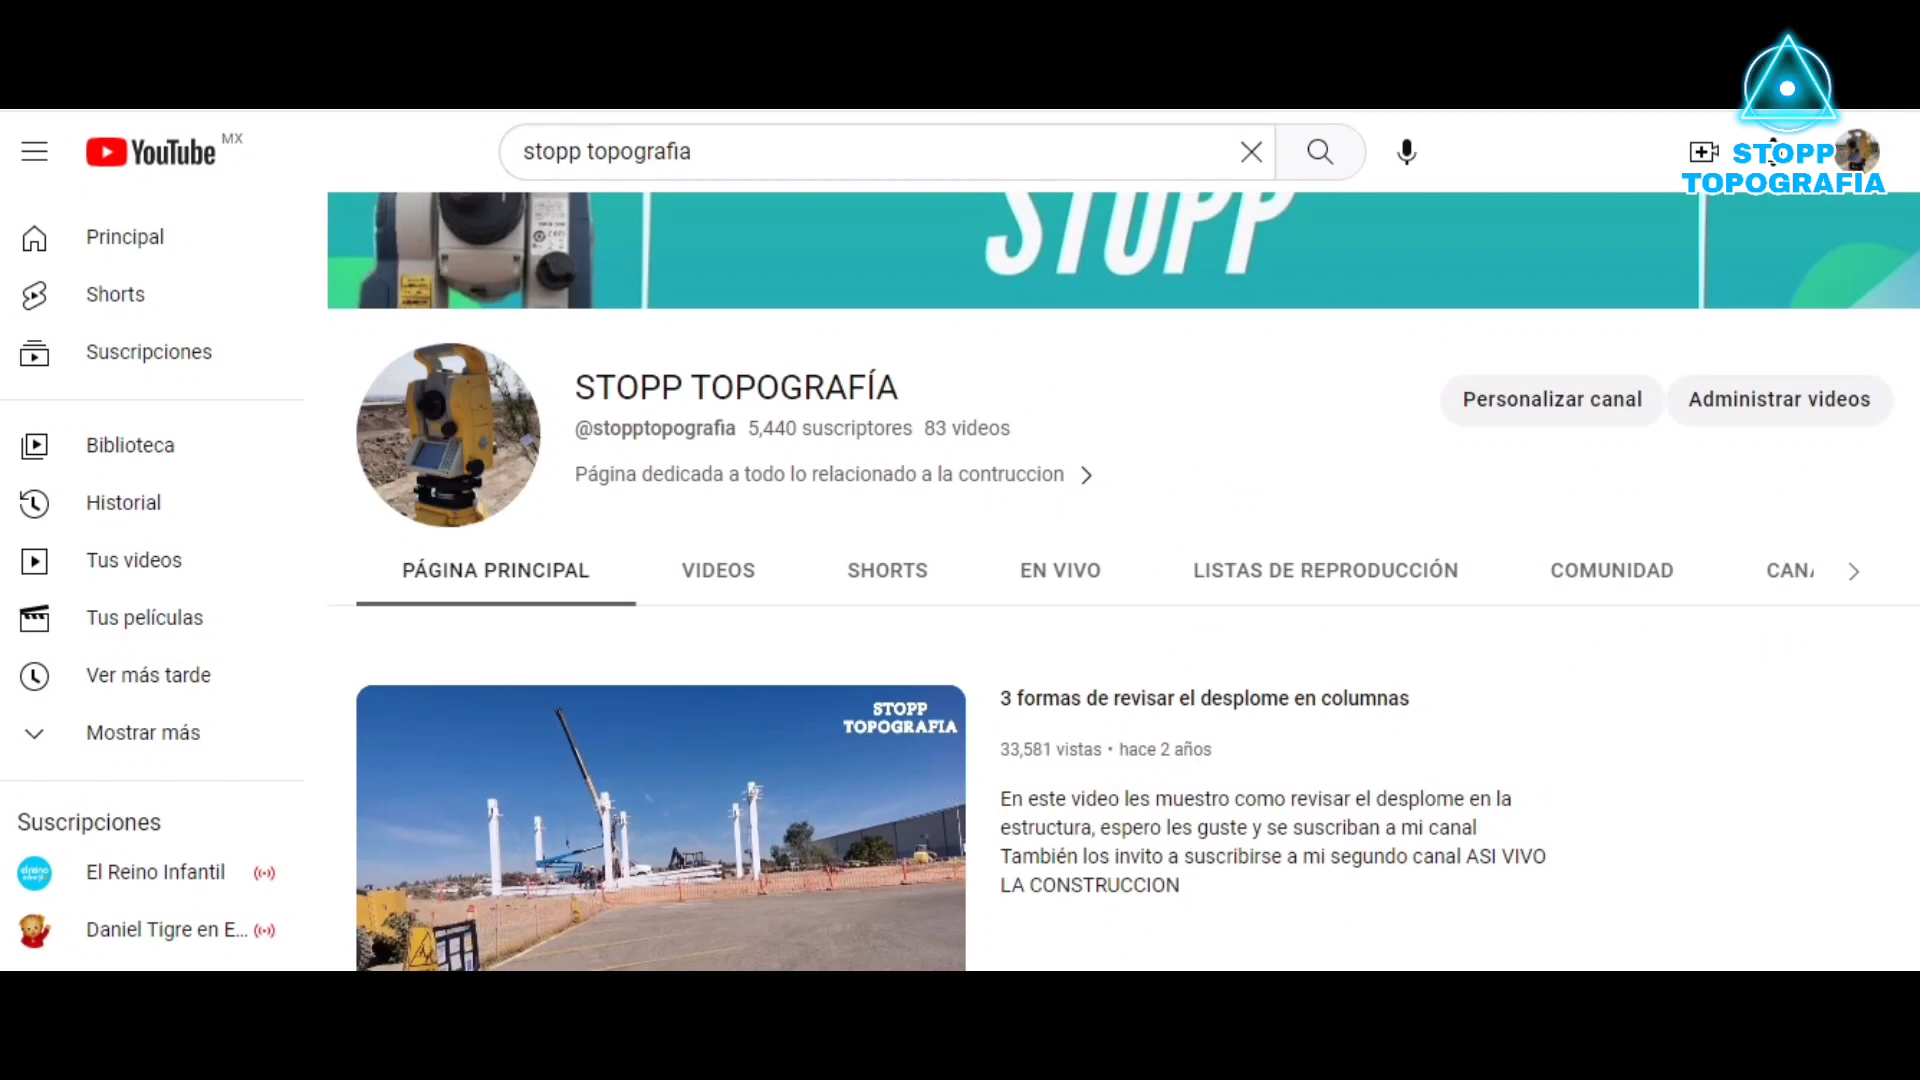 YouTube MX
stopp topografia
STOPP
TOPOGRAFIA
Principal
Shorts
Suscripciones
Biblioteca
Historial
Tus videos
Tus películas
Ver más tarde
Mostrar más
Suscripciones
El Reino Infantil
Daniel Tigre en E...
STOPP
STOPP TOPOGRAFÍA
@stopptopografia 5,440 suscriptores 83 videos
Página dedicada a todo lo relacionado a la contruccion
Personalizar canal
Administrar videos
PÁGINA PRINCIPAL
VIDEOS
SHORTS
EN VIVO
LISTAS DE REPRODUCCIÓN
COMUNIDAD
STOPP
TOPOGRAFIA
3 formas de revisar el desplome en columnas
33,581 vistas • hace 2 años
En este video les muestro como revisar el desplome en la
estructura, espero les guste y se suscriban a mi canal
También los invito a suscribirse a mi segundo canal ASI VIVO
LA CONSTRUCCION